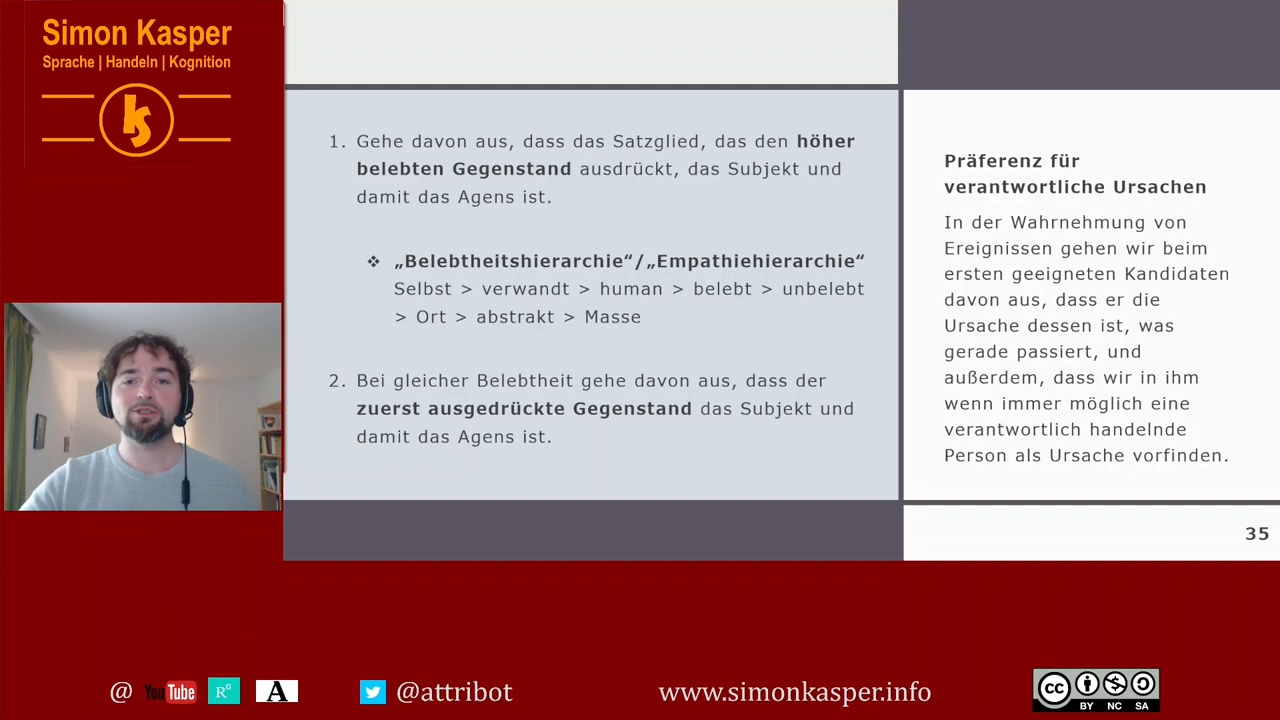 Simon Kasper
Sprache | Handeln | Kognition
1. Gehe davon aus, dass das Satzglied, das den höher
belebten Gegenstand ausdrückt, das Subjekt und
damit das Agens ist.
❖ „Belebtheitshierarchie“/„Empathiehierarchie“
Selbst > verwandt > human > belebt > unbelebt
> Ort > abstrakt > Masse
2. Bei gleicher Belebtheit gehe davon aus, dass der
zuerst ausgedrückte Gegenstand das Subjekt und
damit das Agens ist.
Präferenz für
verantwortliche Ursachen
In der Wahrnehmung von
Ereignissen gehen wir beim
ersten geeigneten Kandidaten
davon aus, dass er die
Ursache dessen ist, was
gerade passiert, und
außerdem, dass wir in ihm
wenn immer möglich eine
verantwortlich handelnde
Person als Ursache vorfinden.
35
@ YouTube RG A @attribot www.simonkasper.info
cc BY NC SA